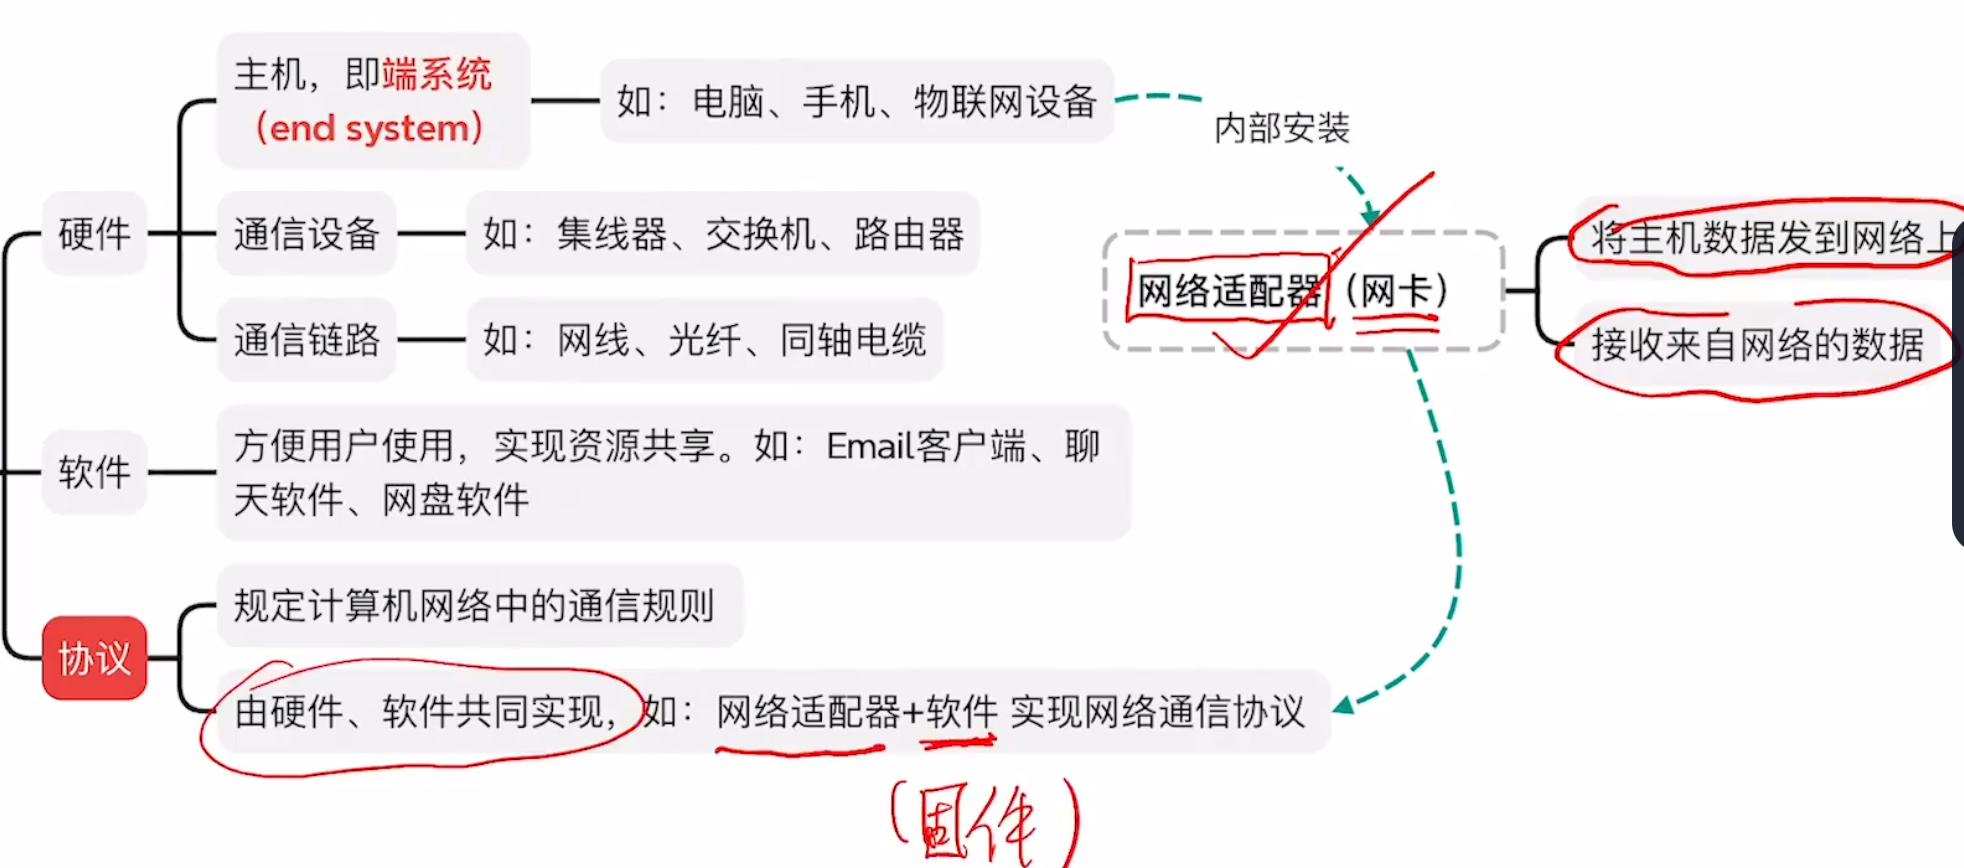 主机，即端系统
（end system）
如：电脑、手机、物联网设备
内部安装
硬件
通信设备
如：集线器、交换机、路由器
网络适配器（网卡）
将主机数据发到网络上
接收来自网络的数据
通信链路
如：网线、光纤、同轴电缆
软件
方便用户使用，实现资源共享。如：Email客户端、聊
天软件、网盘软件
协议
规定计算机网络中的通信规则
由硬件、软件共同实现，如：网络适配器+软件 实现网络通信协议
（固件）